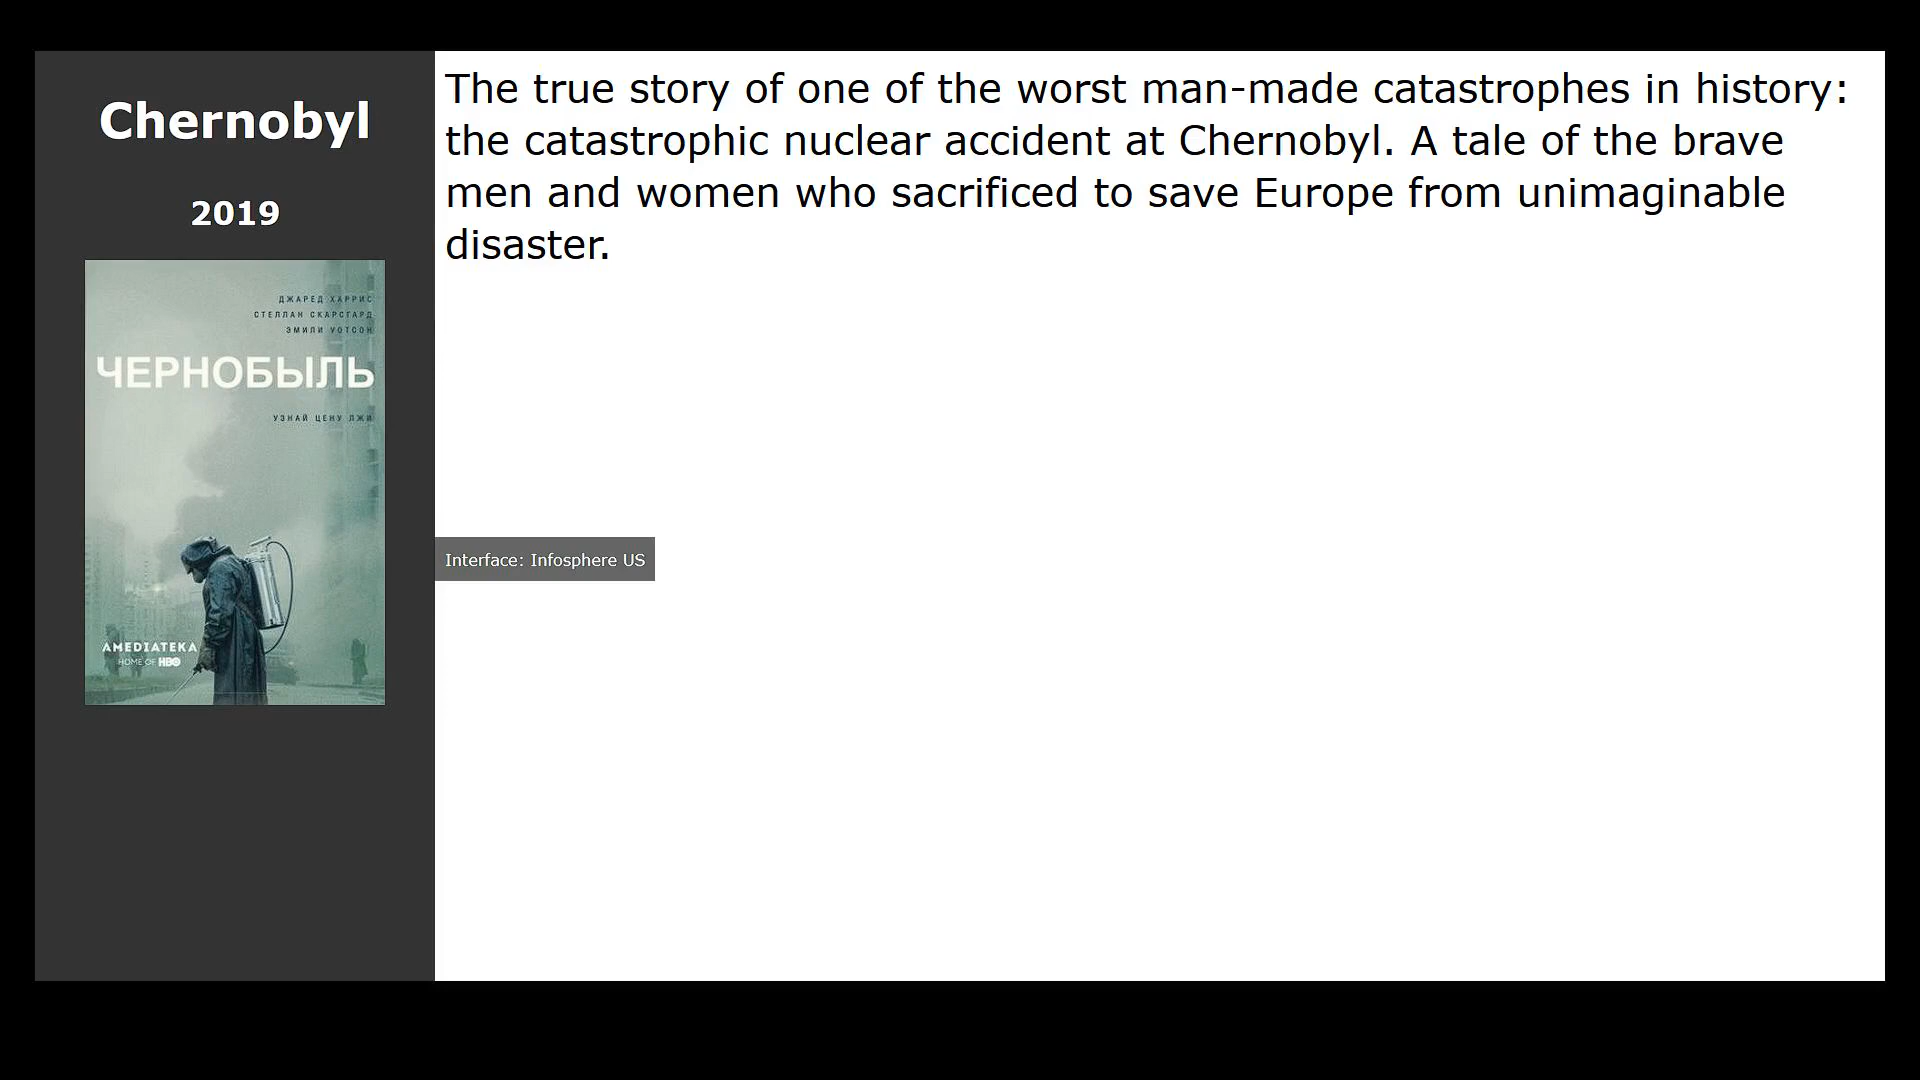 Chernobyl
2019
ДЖАРЕД ХАРРИС
СТЕЛЛАН СКАРСГАРД
ЭМИЛИ УОТСОН
ЧЕРНОБЫЛЬ
УЗНАЙ ЦЕНУ ЛЖИ
AMEDIATEKA
HOME OF HBO
The true story of one of the worst man-made catastrophes in history:
the catastrophic nuclear accident at Chernobyl. A tale of the brave
men and women who sacrificed to save Europe from unimaginable
disaster.
Interface: Infosphere US